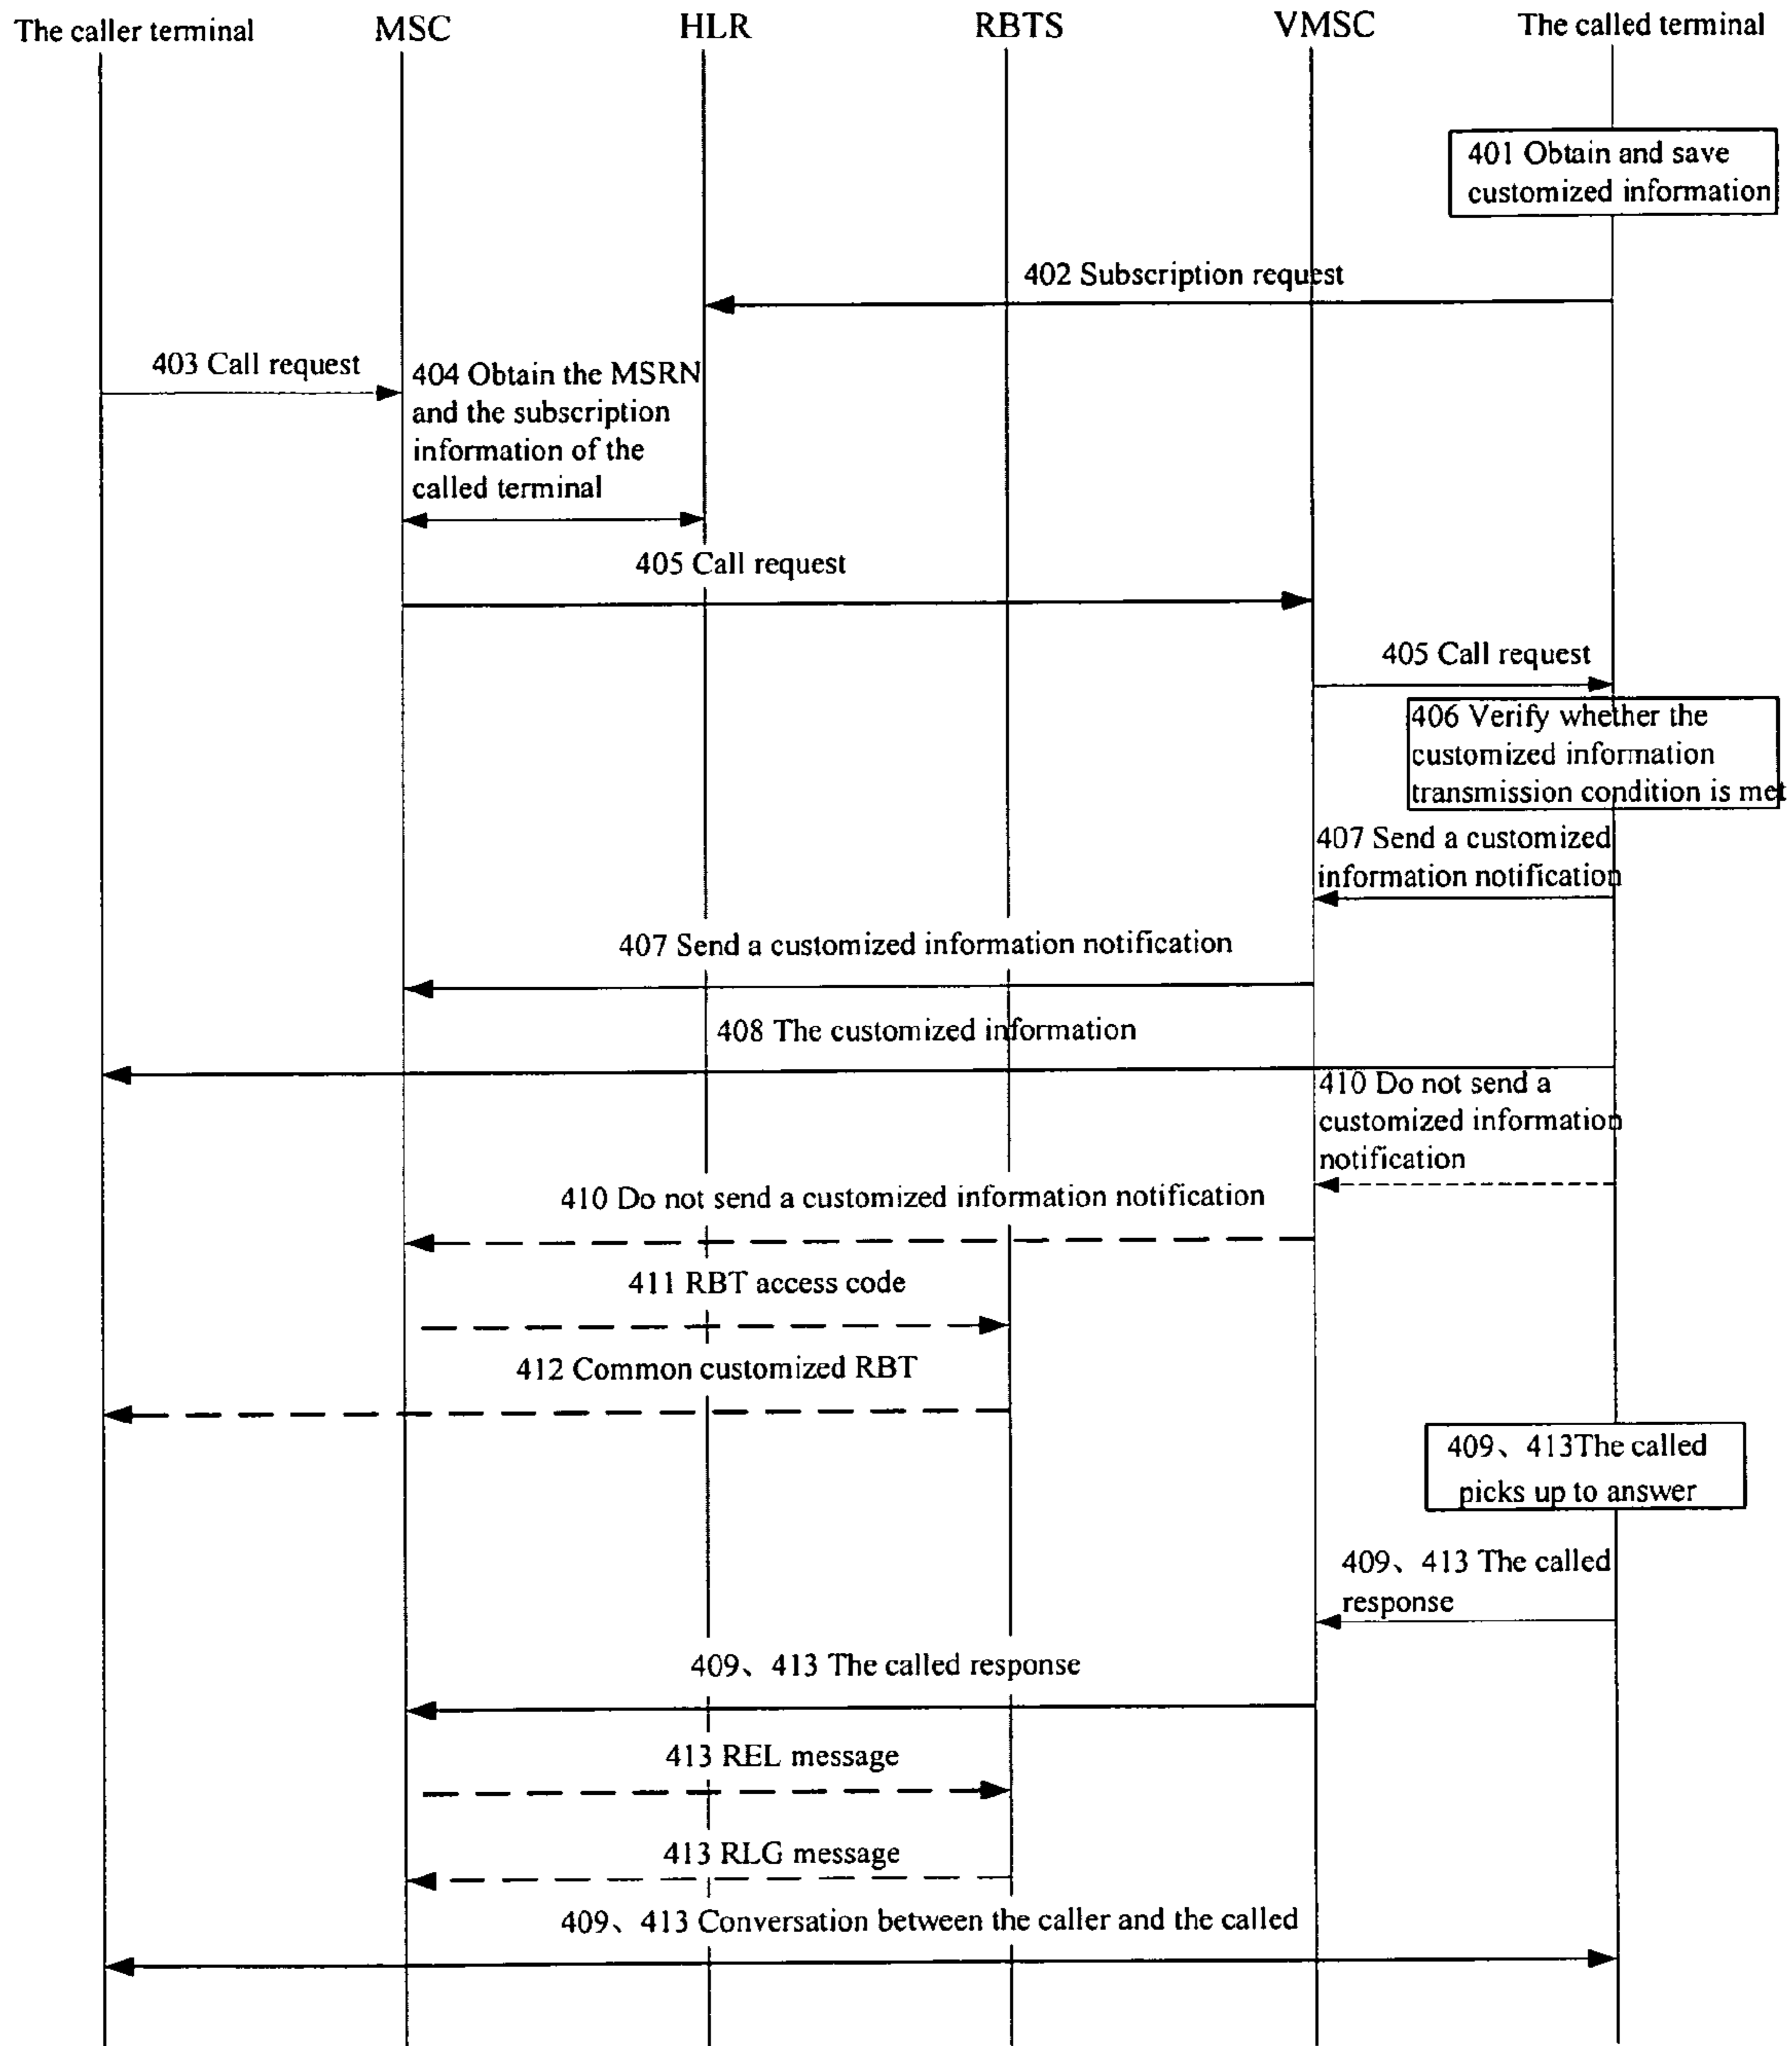 The caller terminal
MSC
HLR
RBTS
VMSC
The called terminal
401 Obtain and save
customized information
402 Subscription request
403 Call request
404 Obtain the MSRN
and the subscription
information of the
called terminal
405 Call request
405 Call request
406 Verify whether the
customized information
transmission condition is met
407 Send a customized
information notification
407 Send a customized information notification
408 The customized information
410 Do not send a
customized information
notification
410 Do not send a customized information notification
411 RBT access code
412 Common customized RBT
409、413The called
picks up to answer
409、413 The called
response
409、413 The called response
413 REL message
413 RLG message
409、413 Conversation between the caller and the called